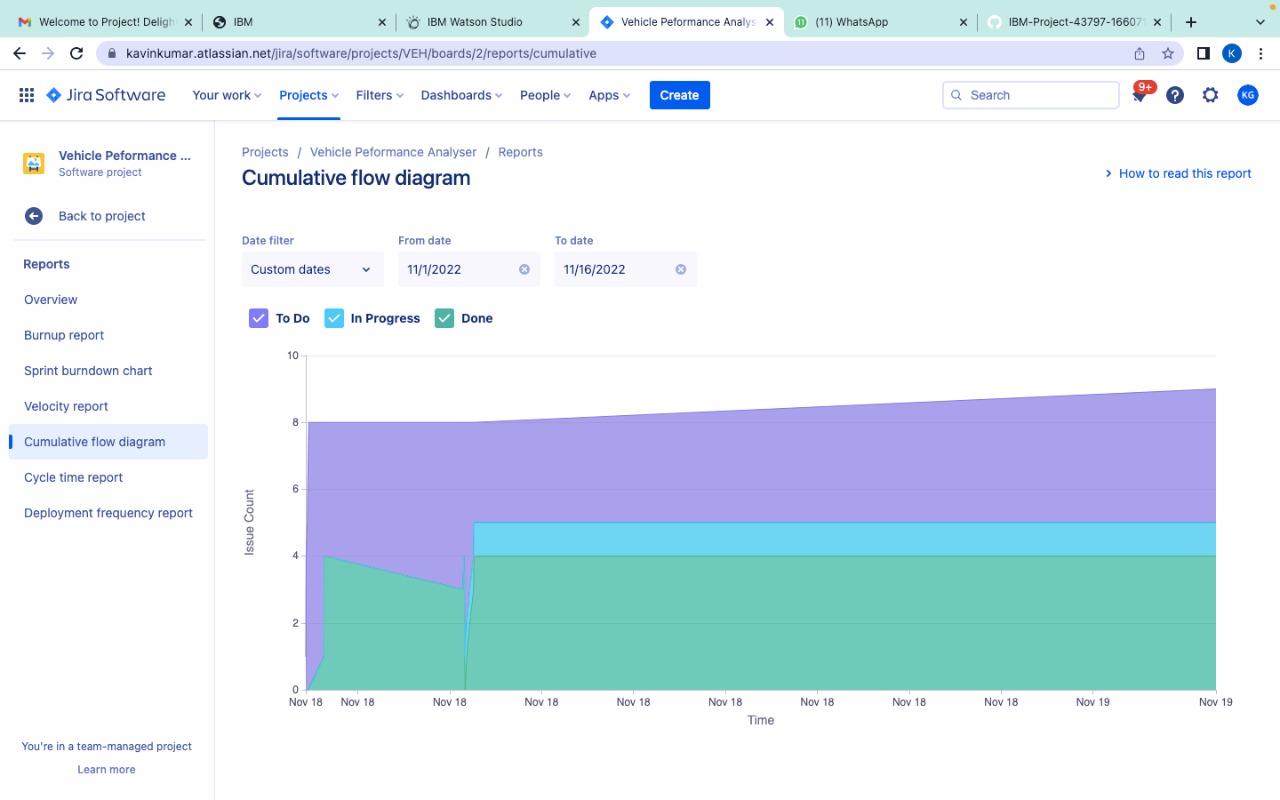 Welcome to Project! Deligh
IBM
IBM Watson Studio
Vehicle Peformance Analys
(11) WhatsApp
IBM-Project-43797-16607
kavinkumar.atlassian.net/jira/software/projects/VEH/boards/2/reports/cumulative
K
Jira Software
Your work
Projects
Filters
Dashboards
People
Apps
Create
Search
9+
KG
Vehicle Peformance ...
Software project
Back to project
Reports
Overview
Burnup report
Sprint burndown chart
Velocity report
Cumulative flow diagram
Cycle time report
Deployment frequency report
You're in a team-managed project
Learn more
Projects / Vehicle Peformance Analyser / Reports
Cumulative flow diagram
How to read this report
Date filter From date To date
Custom dates 11/1/2022 11/16/2022
To Do In Progress Done
10
8
6
4
2
0
Issue Count
Nov 18 Nov 18 Nov 18 Nov 18 Nov 18 Nov 18 Nov 18 Nov 18 Nov 18 Nov 19 Nov 19
Time